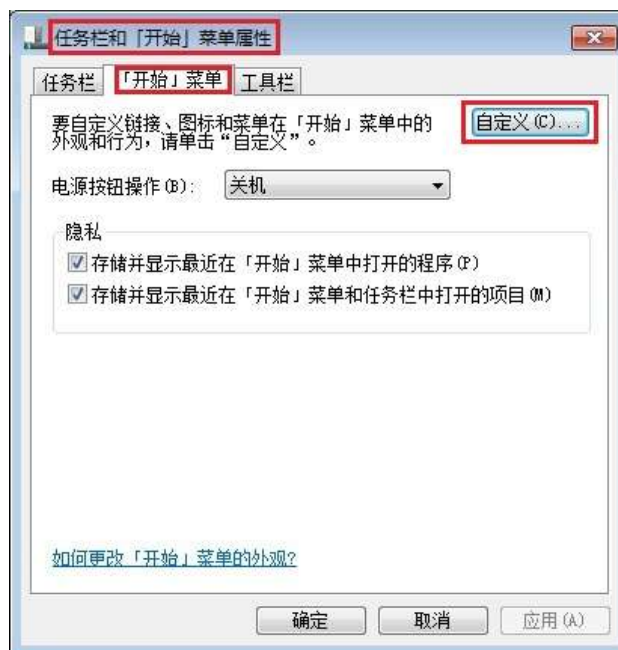 任务栏和「开始」菜单属性
任务栏 「开始」菜单 工具栏
要自定义链接、图标和菜单在「开始」菜单中的 自定义(C)...
外观和行为，请单击“自定义”。
电源按钮操作(B): 关机
隐私
存储并显示最近在「开始」菜单中打开的程序(P)
存储并显示最近在「开始」菜单和任务栏中打开的项目(M)
如何更改「开始」菜单的外观?
确定 取消 应用(A)